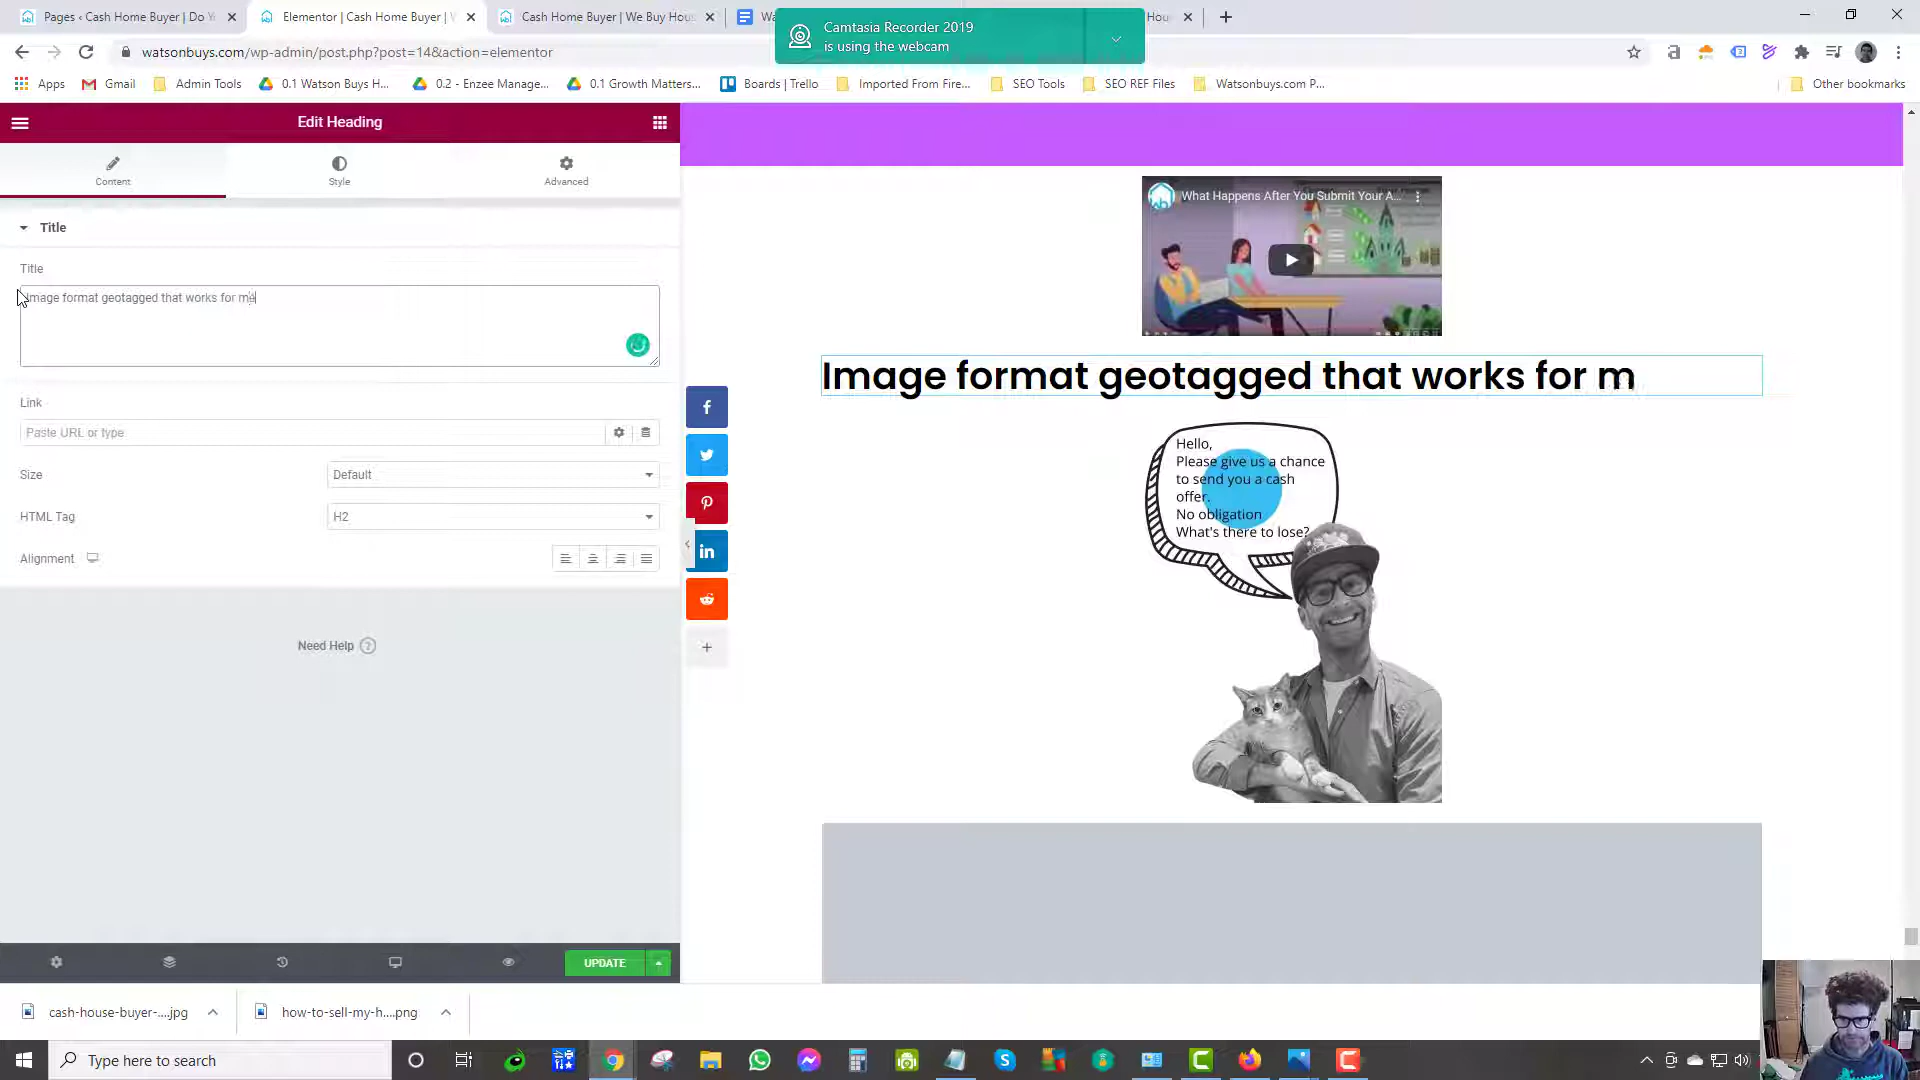 Pages ‹ Cash Home Buyer | Do Y
Elementor | Cash Home Buyer |
Cash Home Buyer | We Buy Hous
Wa
Hous
Camtasia Recorder 2019
is using the webcam
watsonbuys.com/wp-admin/post.php?post=14&action=elementor
Apps
Gmail
Admin Tools
0.1 Watson Buys H...
0.2 - Enzee Manage...
0.1 Growth Matters...
Boards | Trello
Imported From Fire...
SEO Tools
SEO REF Files
Watsonbuys.com P...
Other bookmarks
Edit Heading
Content
Style
Advanced
Title
Title
Image format geotagged that works for ma
Link
Paste URL or type
Size
Default
HTML Tag
H2
Alignment
Need Help
UPDATE
What Happens After You Submit Your A...
Image format geotagged that works for m
Hello,
Please give us a chance
to send you a cash
offer.
No obligation
What's there to lose?
cash-house-buyer-....jpg
how-to-sell-my-h....png
Type here to search